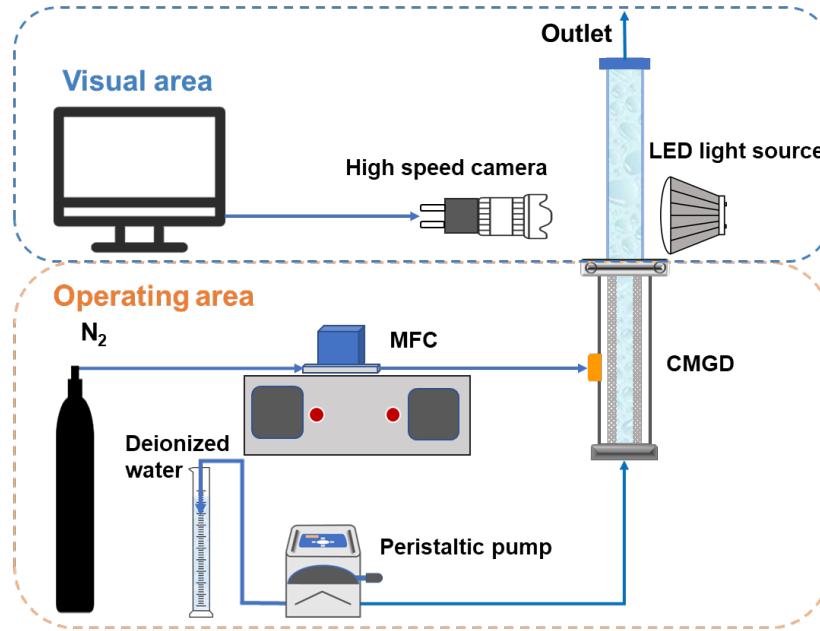 Outlet
Visual area
LED light source
High speed camera
Operating area
N₂
MFC
CMGD
Deionized
water
Peristaltic pump